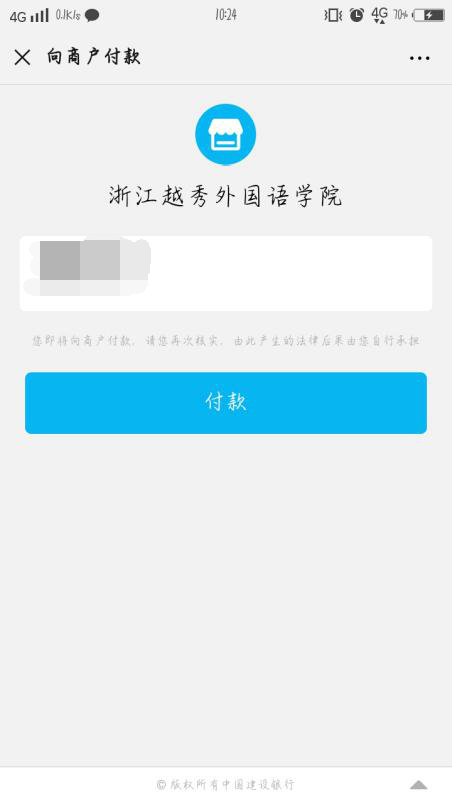 4G 0.1K/s 10:24 4G 70%
向商户付款
浙江越秀外国语学院
您即将向商户付款，请您再次核实，由此产生的法律后果由您自行承担
付款
© 版权所有中国建设银行